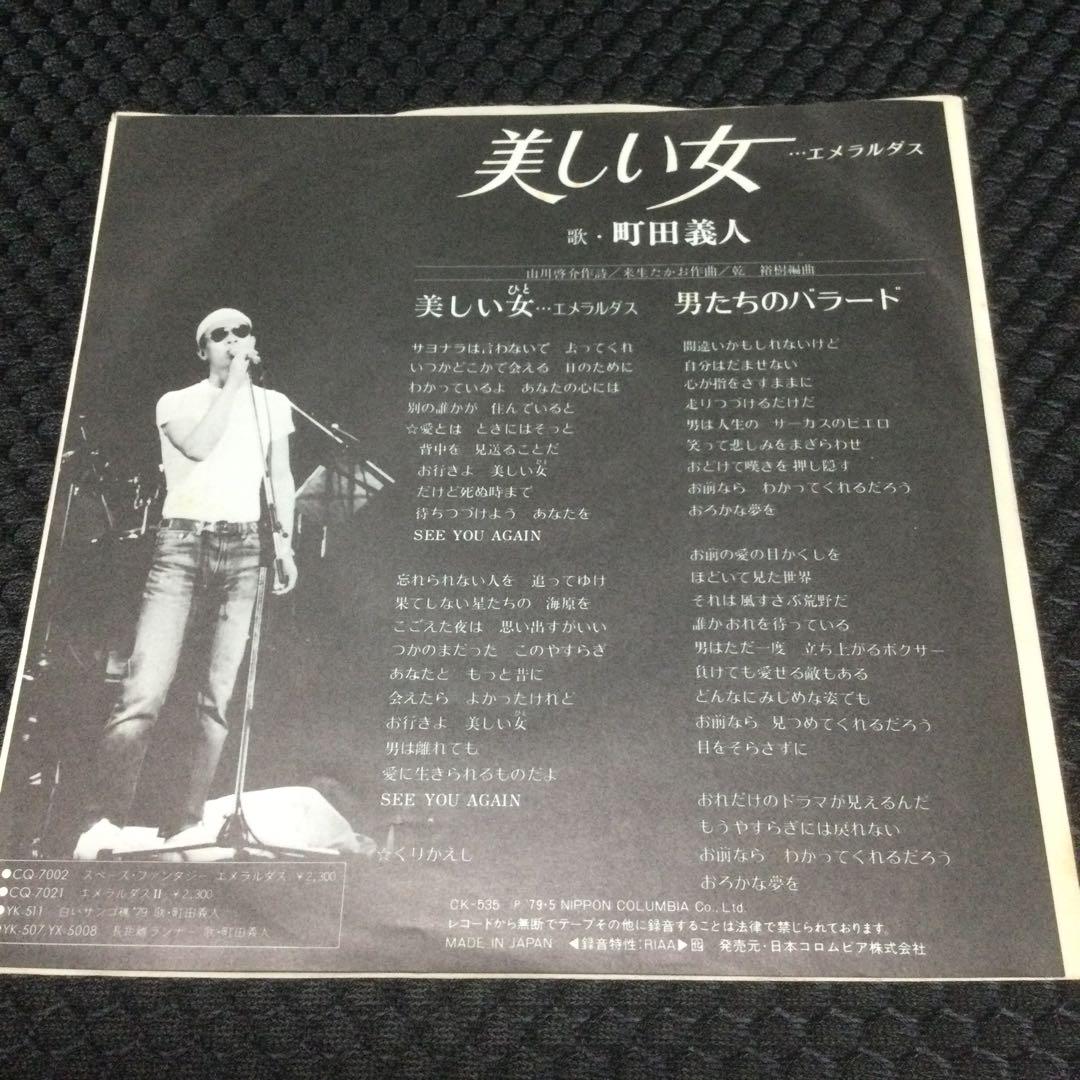 美しい女 …エメラルダス
歌・町田義人
山川啓介作詩／来生たかお作曲／乾 裕樹編曲
ひと
美しい女…エメラルダス
サヨナラは言わないで 去ってくれ
いつかどこかで会える 日のために
わかっているよ あなたの心には
別の誰かが 住んでいると
☆愛とは ときにはそっと
背中を 見送ることだ
お行きよ 美しい女
ひと
だけど死ぬ時まで
待ちつづけよう あなたを
SEE YOU AGAIN
忘れられない人を 追ってゆけ
果てしない星たちの 海原を
こごえた夜は 思い出すがいい
つかのまだった このやすらぎ
あなたと もっと昔に
会えたら よかったけれど
お行きよ 美しい女
ひと
男は離れても
愛に生きられるものだよ
SEE YOU AGAIN
☆くりかえし
男たちのバラード
間違いかもしれないけど
自分はだませない
心が指をさすままに
走りつづけるだけだ
男は人生の サーカスのピエロ
笑って悲しみをまぎらわせ
おどけて嘆きを押し隠す
お前なら わかってくれるだろう
おろかな夢を
お前の愛の目かくしを
ほどいて見た世界
それは風すさぶ荒野だ
誰かおれを待っている
男はただ一度 立ち上がるボクサー
負けても愛せる敵もある
どんなにみじめな姿でも
お前なら 見つめてくれるだろう
目をそらさずに
おれだけのドラマが見えるんだ
もうやすらぎには戻れない
お前なら わかってくれるだろう
おろかな夢を
●CQ-7002 スペース・ファンタジー エメラルダス ￥2,300
●CQ-7021 エメラルダスII ￥2,300
●YK-511 白いサンゴ礁'79 歌・町田義人
●YK-507,YX-5008 長距離ランナー 歌・町田義人
CK-535 Ⓟ'79・5 NIPPON COLUMBIA Co., Ltd.
レコードから無断でテープその他に録音することは法律で禁じられております。
MADE IN JAPAN ◀録音特性:RIAA▶ 発売元・日本コロムビア株式会社